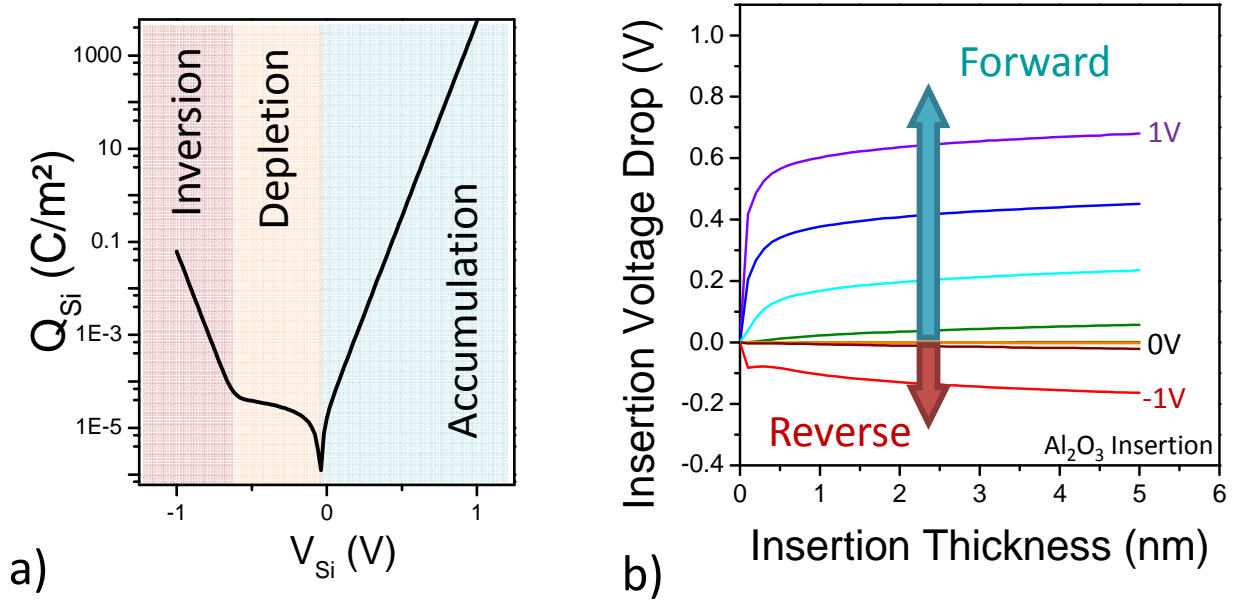 Q_Si (C/m²)
1000
10
0.1
1E-3
1E-5
Inversion
Depletion
Accumulation
-1
0
1
V_Si (V)
a)
Insertion Voltage Drop (V)
1.0
0.8
0.6
0.4
0.2
0.0
-0.2
-0.4
Forward
1V
0V
-1V
Reverse
Al₂O₃ Insertion
0
1
2
3
4
5
6
Insertion Thickness (nm)
b)